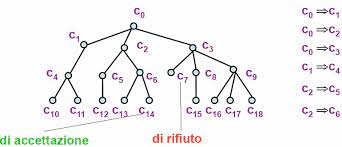 C0
C1
C2
C3
C4
C5
C6
C7
C8
C9
C10
C11
C12
C13
C14
C15
C16
C17
C18
di accettazione
di rifiuto
C0 ⇒C1
C0 ⇒C2
C0 ⇒C3
C1 ⇒C4
C2 ⇒C5
C2 ⇒C6